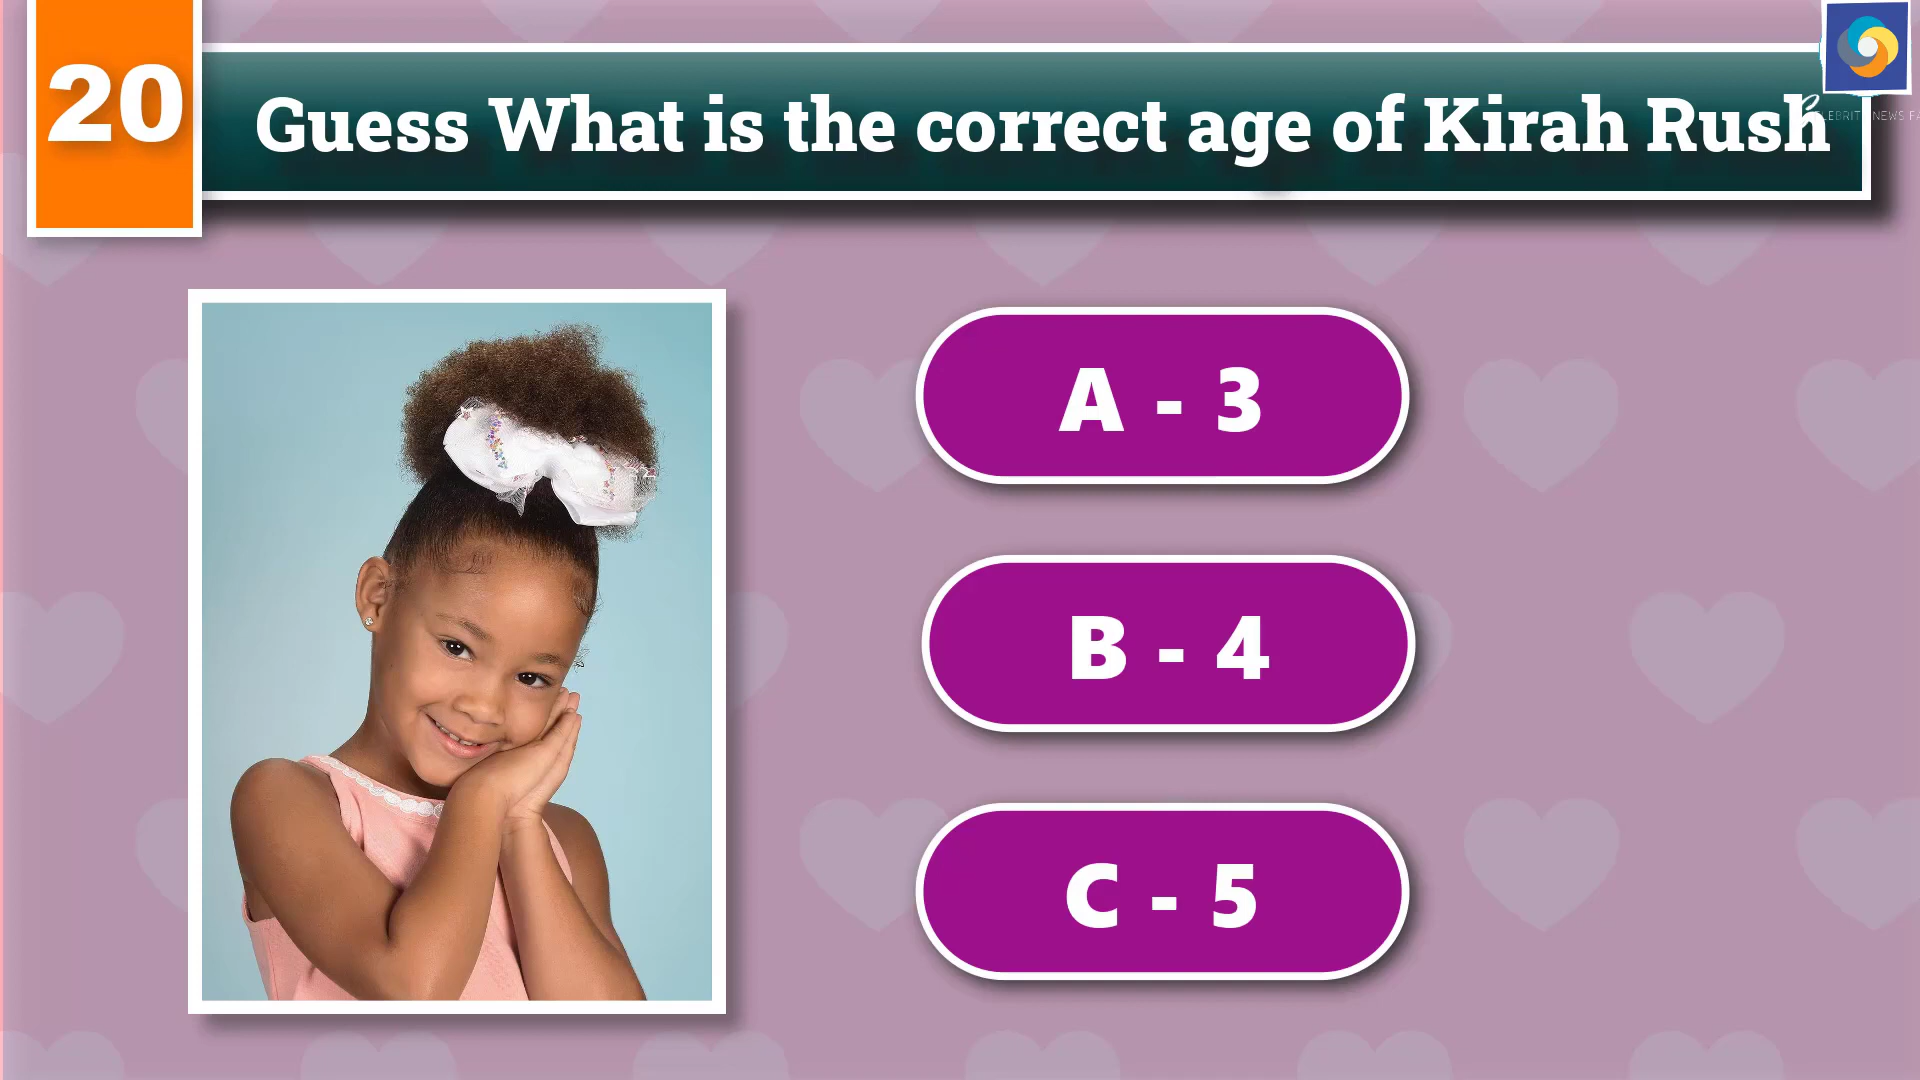 20
Guess What is the correct age of Kirah Rush
A - 3
B - 4
C - 5